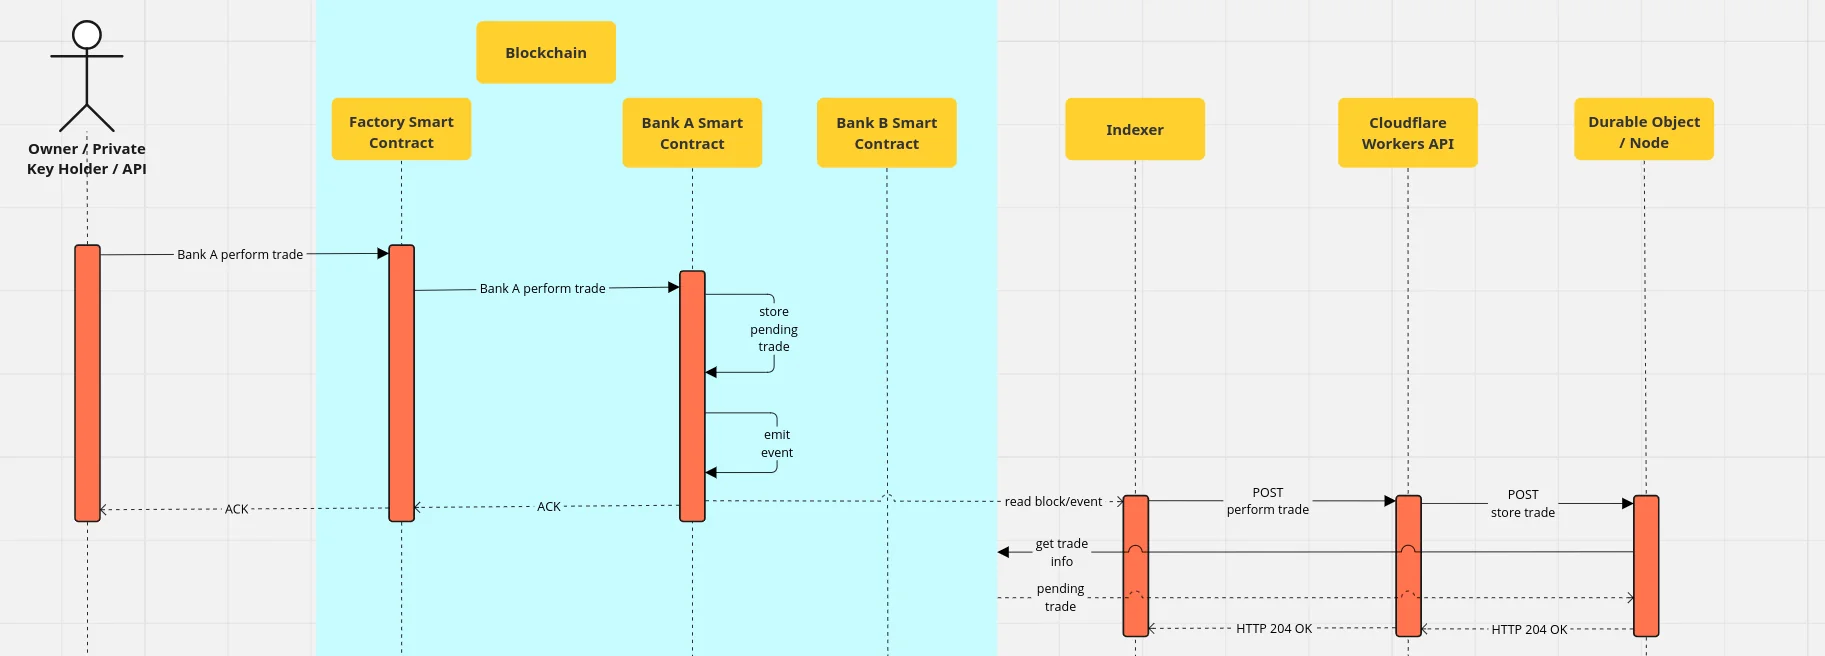 Blockchain
Owner / Private
Key Holder / API
Factory Smart
Contract
Bank A Smart
Contract
Bank B Smart
Contract
Indexer
Cloudflare
Workers API
Durable Object
/ Node
Bank A perform trade
Bank A perform trade
store
pending
trade
emit
event
ACK
ACK
read block/event
POST
perform trade
POST
store trade
get trade
info
pending
trade
HTTP 204 OK
HTTP 204 OK